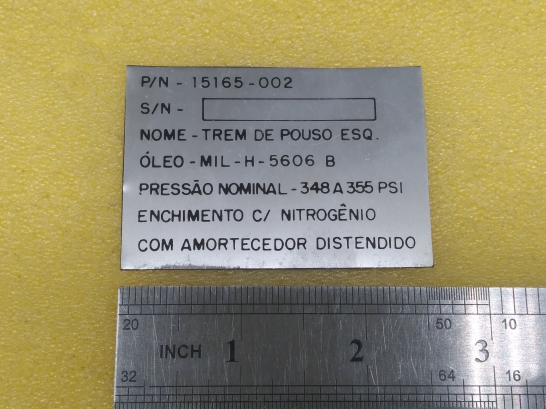 P/N - 15165-002
S/N -
NOME - TREM DE POUSO ESQ.
ÓLEO - MIL-H-5606 B
PRESSÃO NOMINAL - 348 A 355 PSI
ENCHIMENTO C/ NITROGÊNIO
COM AMORTECEDOR DISTENDIDO
20 50 10
INCH 1 2 3
32 64 16